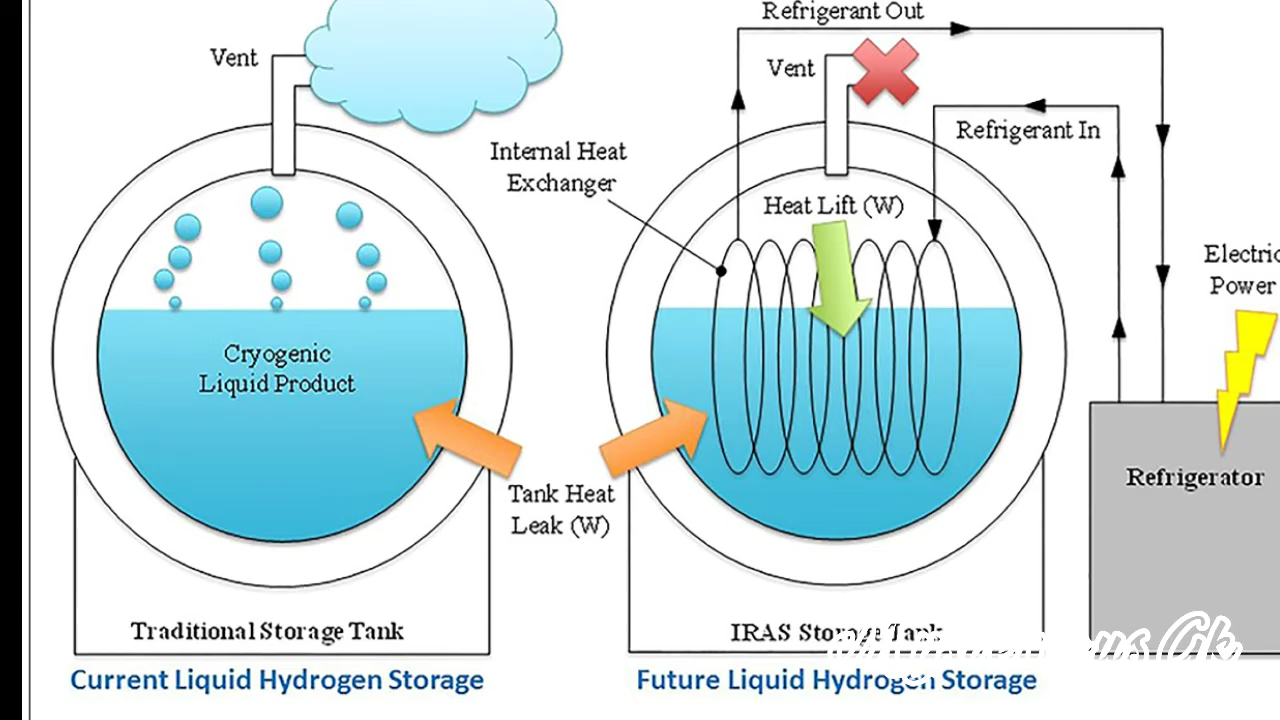 Refrigerant Out
Vent
Vent
Refrigerant In
Internal Heat
Exchanger
Heat Lift (W)
Electric
Power
Cryogenic
Liquid Product
Refrigerator
Tank Heat
Leak (W)
Traditional Storage Tank
IRAS Storage Tank
Current Liquid Hydrogen Storage
Future Liquid Hydrogen Storage